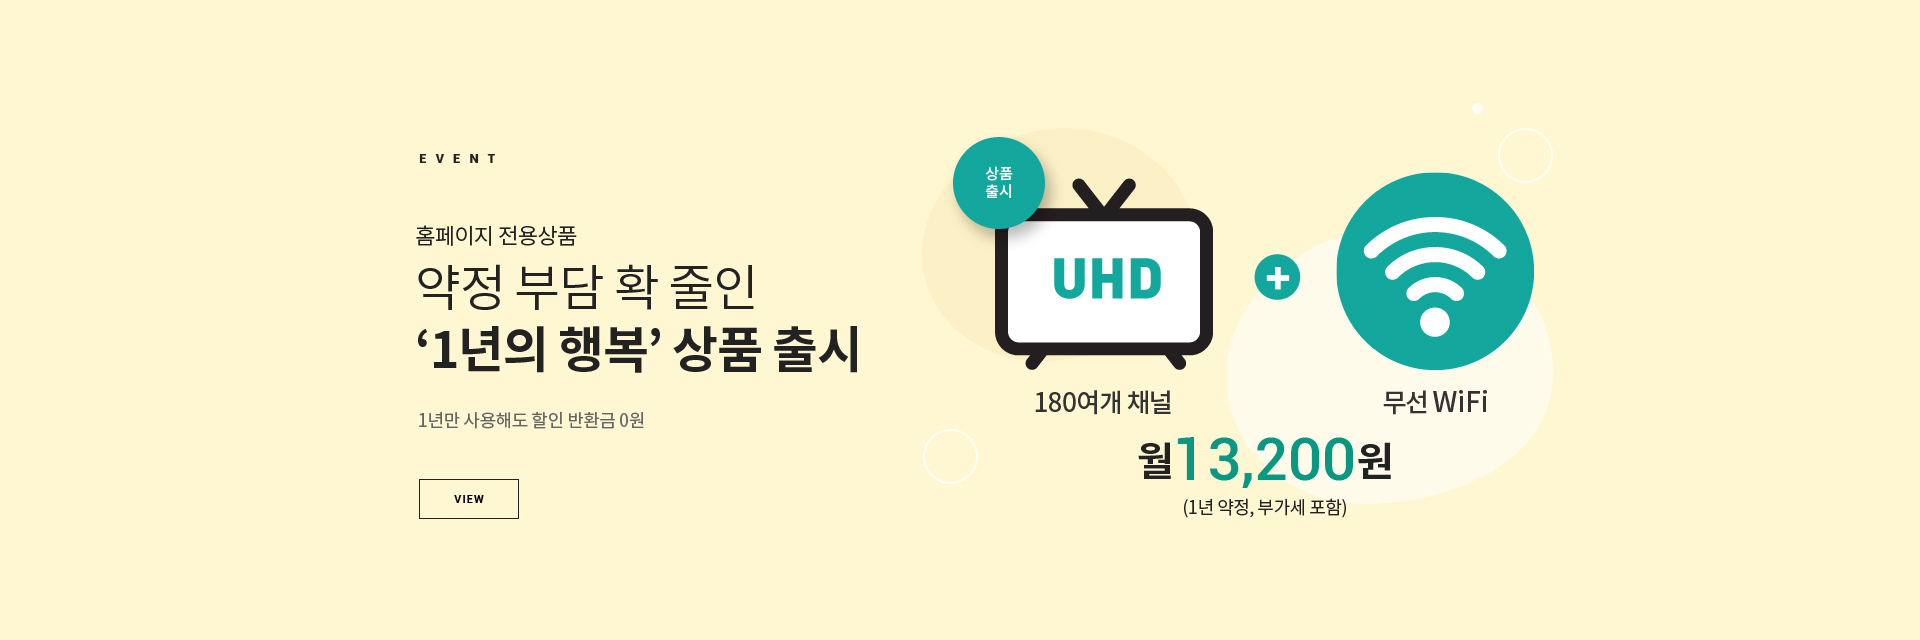 EVENT
홈페이지 전용상품
약정 부담 확 줄인
‘1년의 행복’ 상품 출시
1년만 사용해도 할인 반환금 0원
VIEW
상품
출시
UHD
180여개 채널
무선 WiFi
월13,200원
(1년 약정, 부가세 포함)